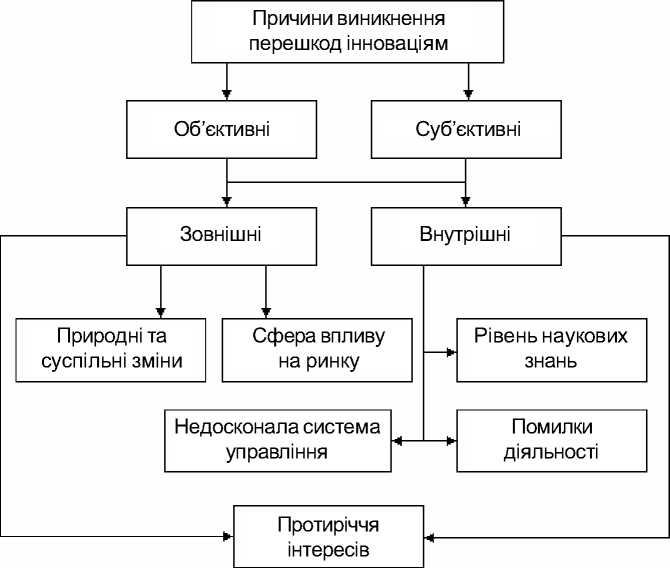 Причини виникнення
перешкод інноваціям
Об’єктивні
Суб’єктивні
Зовнішні
Внутрішні
Природні та
суспільні зміни
Сфера впливу
на ринку
Рівень наукових
знань
Недосконала система
управління
Помилки
діяльності
Протиріччя
інтересів